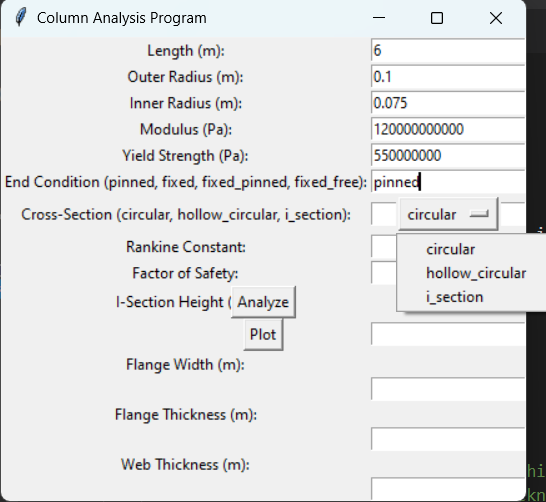 Column Analysis Program
Length (m): 6
Outer Radius (m): 0.1
Inner Radius (m): 0.075
Modulus (Pa): 120000000000
Yield Strength (Pa): 550000000
End Condition (pinned, fixed, fixed_pinned, fixed_free): pinned
Cross-Section (circular, hollow_circular, i_section): circular
circular
hollow_circular
i_section
Rankine Constant:
Factor of Safety:
I-Section Height (
Analyze
Plot
Flange Width (m):
Flange Thickness (m):
Web Thickness (m):
hi
kn